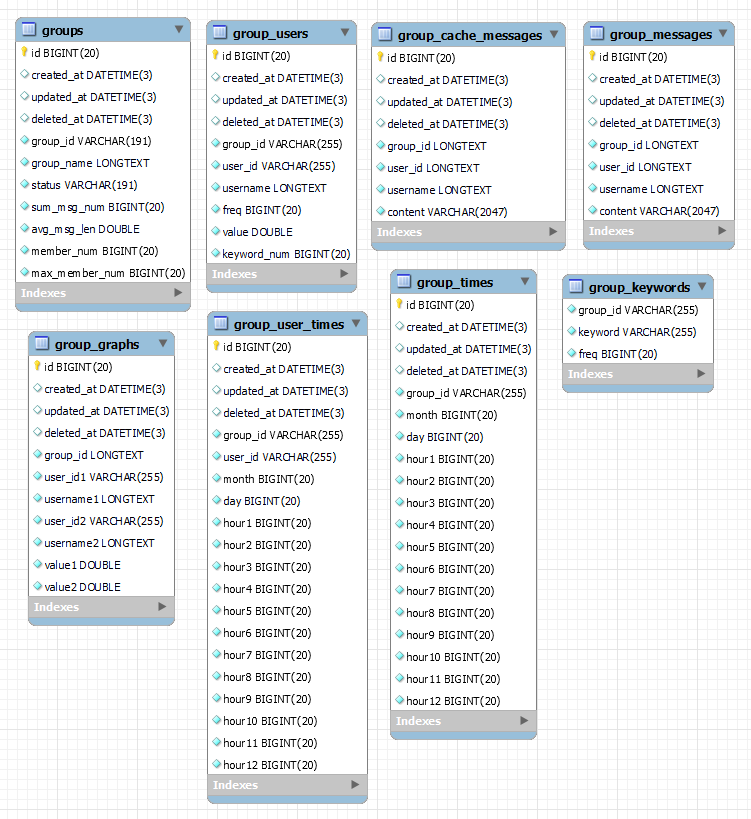 groups
id BIGINT(20)
created_at DATETIME(3)
updated_at DATETIME(3)
deleted_at DATETIME(3)
group_id VARCHAR(191)
group_name LONGTEXT
status VARCHAR(191)
sum_msg_num BIGINT(20)
avg_msg_len DOUBLE
member_num BIGINT(20)
max_member_num BIGINT(20)
Indexes
group_users
id BIGINT(20)
created_at DATETIME(3)
updated_at DATETIME(3)
deleted_at DATETIME(3)
group_id VARCHAR(255)
user_id VARCHAR(255)
username LONGTEXT
freq BIGINT(20)
value DOUBLE
keyword_num BIGINT(20)
Indexes
group_cache_messages
id BIGINT(20)
created_at DATETIME(3)
updated_at DATETIME(3)
deleted_at DATETIME(3)
group_id LONGTEXT
user_id LONGTEXT
username LONGTEXT
content VARCHAR(2047)
Indexes
group_messages
id BIGINT(20)
created_at DATETIME(3)
updated_at DATETIME(3)
deleted_at DATETIME(3)
group_id LONGTEXT
user_id LONGTEXT
username LONGTEXT
content VARCHAR(2047)
Indexes
group_graphs
id BIGINT(20)
created_at DATETIME(3)
updated_at DATETIME(3)
deleted_at DATETIME(3)
group_id LONGTEXT
user_id1 VARCHAR(255)
username1 LONGTEXT
user_id2 VARCHAR(255)
username2 LONGTEXT
value1 DOUBLE
value2 DOUBLE
Indexes
group_user_times
id BIGINT(20)
created_at DATETIME(3)
updated_at DATETIME(3)
deleted_at DATETIME(3)
group_id VARCHAR(255)
user_id VARCHAR(255)
month BIGINT(20)
day BIGINT(20)
hour1 BIGINT(20)
hour2 BIGINT(20)
hour3 BIGINT(20)
hour4 BIGINT(20)
hour5 BIGINT(20)
hour6 BIGINT(20)
hour7 BIGINT(20)
hour8 BIGINT(20)
hour9 BIGINT(20)
hour10 BIGINT(20)
hour11 BIGINT(20)
hour12 BIGINT(20)
Indexes
group_times
id BIGINT(20)
created_at DATETIME(3)
updated_at DATETIME(3)
deleted_at DATETIME(3)
group_id VARCHAR(255)
month BIGINT(20)
day BIGINT(20)
hour1 BIGINT(20)
hour2 BIGINT(20)
hour3 BIGINT(20)
hour4 BIGINT(20)
hour5 BIGINT(20)
hour6 BIGINT(20)
hour7 BIGINT(20)
hour8 BIGINT(20)
hour9 BIGINT(20)
hour10 BIGINT(20)
hour11 BIGINT(20)
hour12 BIGINT(20)
Indexes
group_keywords
group_id VARCHAR(255)
keyword VARCHAR(255)
freq BIGINT(20)
Indexes